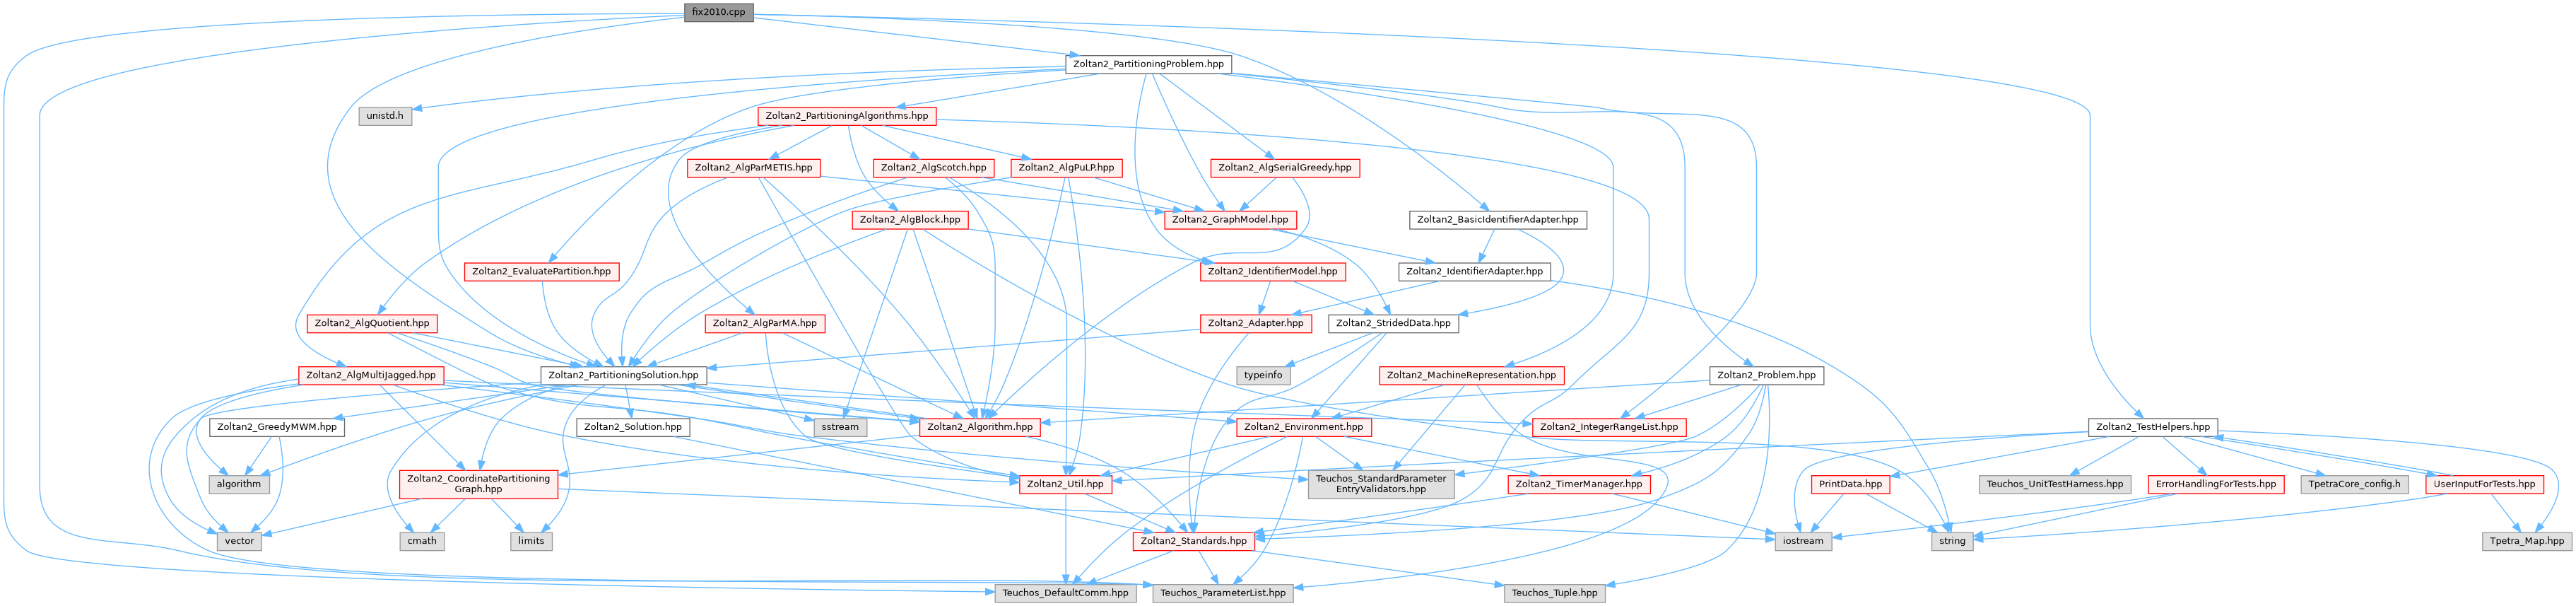 fix2010.cpp
Zoltan2_PartitioningProblem.hpp
unistd.h
Zoltan2_PartitioningAlgorithms.hpp
Zoltan2_AlgParMETIS.hpp
Zoltan2_AlgScotch.hpp
Zoltan2_AlgPuLP.hpp
Zoltan2_AlgSerialGreedy.hpp
Zoltan2_AlgBlock.hpp
Zoltan2_GraphModel.hpp
Zoltan2_BasicIdentifierAdapter.hpp
Zoltan2_EvaluatePartition.hpp
Zoltan2_IdentifierModel.hpp
Zoltan2_IdentifierAdapter.hpp
Zoltan2_AlgQuotient.hpp
Zoltan2_AlgParMA.hpp
Zoltan2_Adapter.hpp
Zoltan2_StridedData.hpp
Zoltan2_AlgMultiJagged.hpp
Zoltan2_PartitioningSolution.hpp
typeinfo
Zoltan2_MachineRepresentation.hpp
Zoltan2_Problem.hpp
Zoltan2_GreedyMWM.hpp
Zoltan2_Solution.hpp
sstream
Zoltan2_Algorithm.hpp
Zoltan2_Environment.hpp
Zoltan2_IntegerRangeList.hpp
Zoltan2_TestHelpers.hpp
algorithm
Zoltan2_CoordinatePartitioning
Graph.hpp
Zoltan2_Util.hpp
Teuchos_StandardParameter
EntryValidators.hpp
Zoltan2_TimerManager.hpp
PrintData.hpp
Teuchos_UnitTestHarness.hpp
ErrorHandlingForTests.hpp
TpetraCore_config.h
UserInputForTests.hpp
vector
cmath
limits
Zoltan2_Standards.hpp
iostream
string
Tpetra_Map.hpp
Teuchos_DefaultComm.hpp
Teuchos_ParameterList.hpp
Teuchos_Tuple.hpp